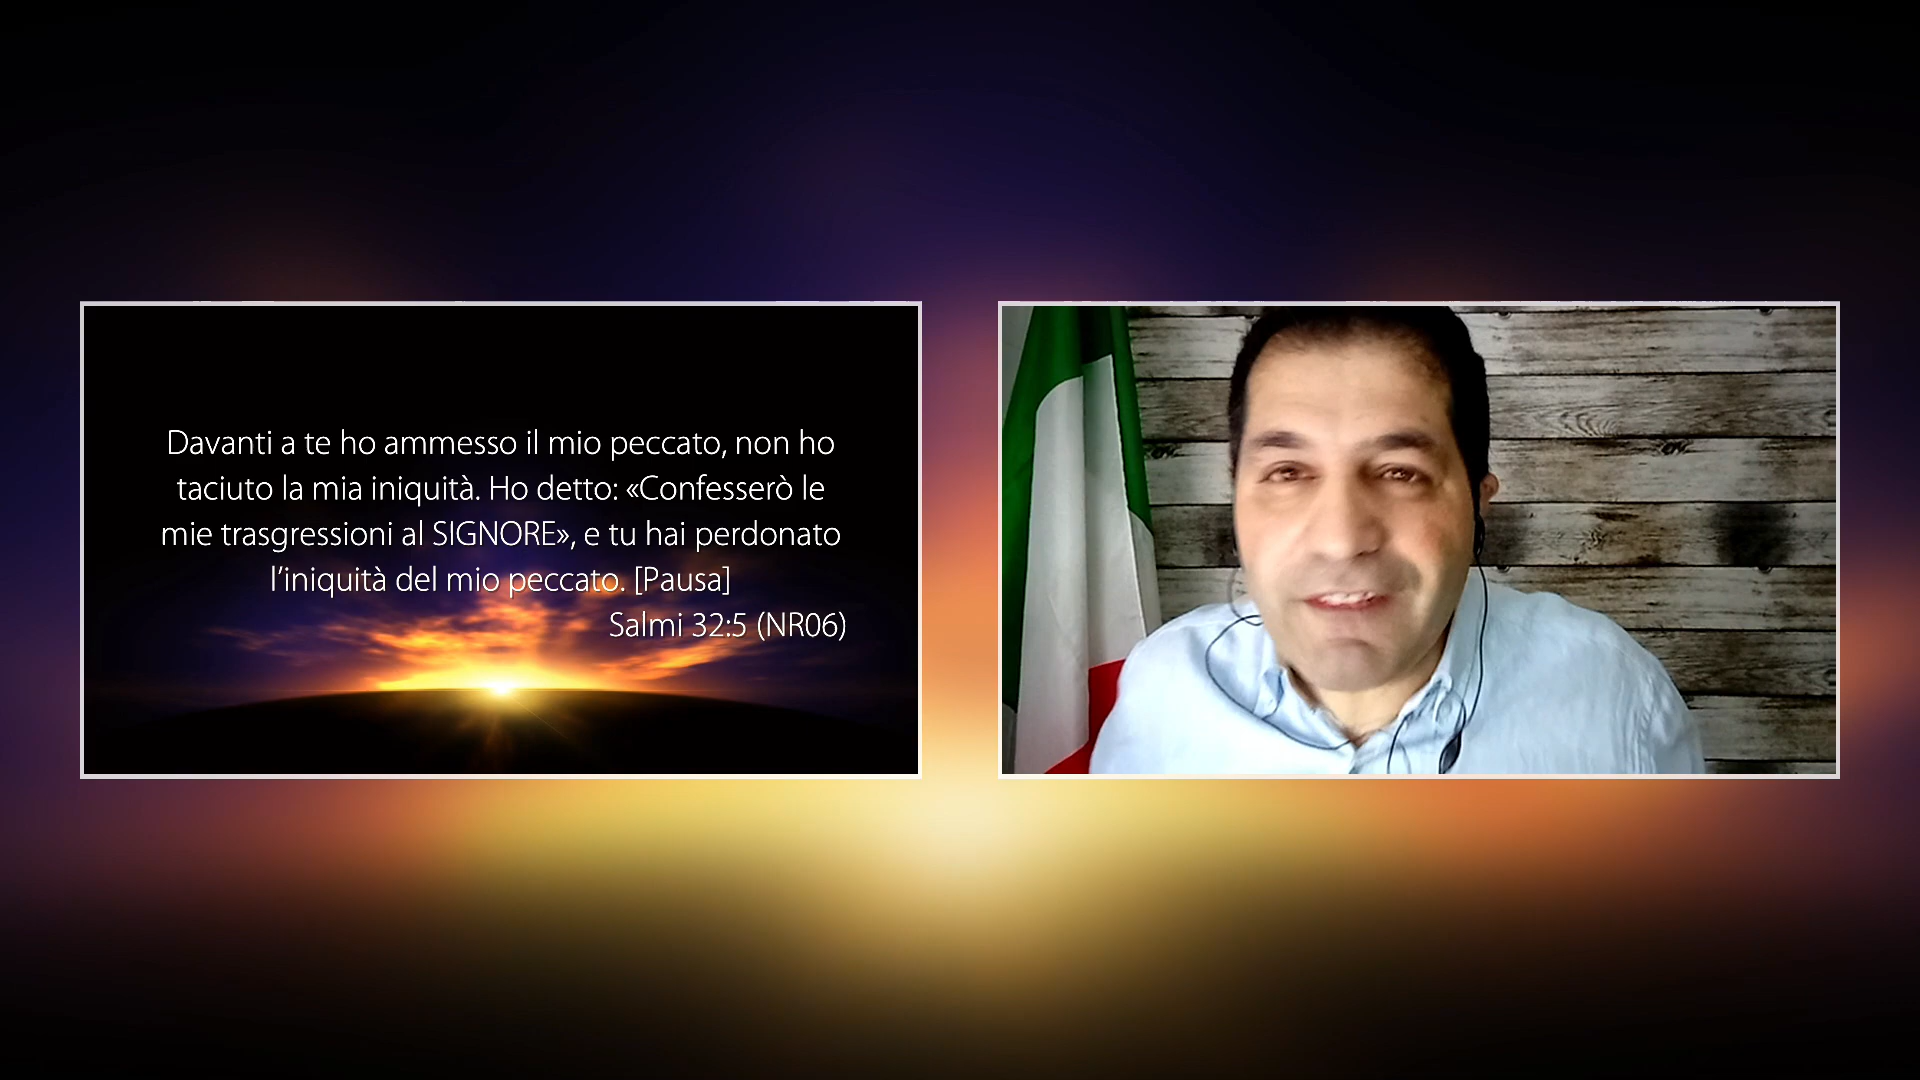 Davanti a te ho ammesso il mio peccato, non ho
taciuto la mia iniquità. Ho detto: «Confesserò le
mie trasgressioni al SIGNORE», e tu hai perdonato
l’iniquità del mio peccato. [Pausa]
Salmi 32:5 (NR06)